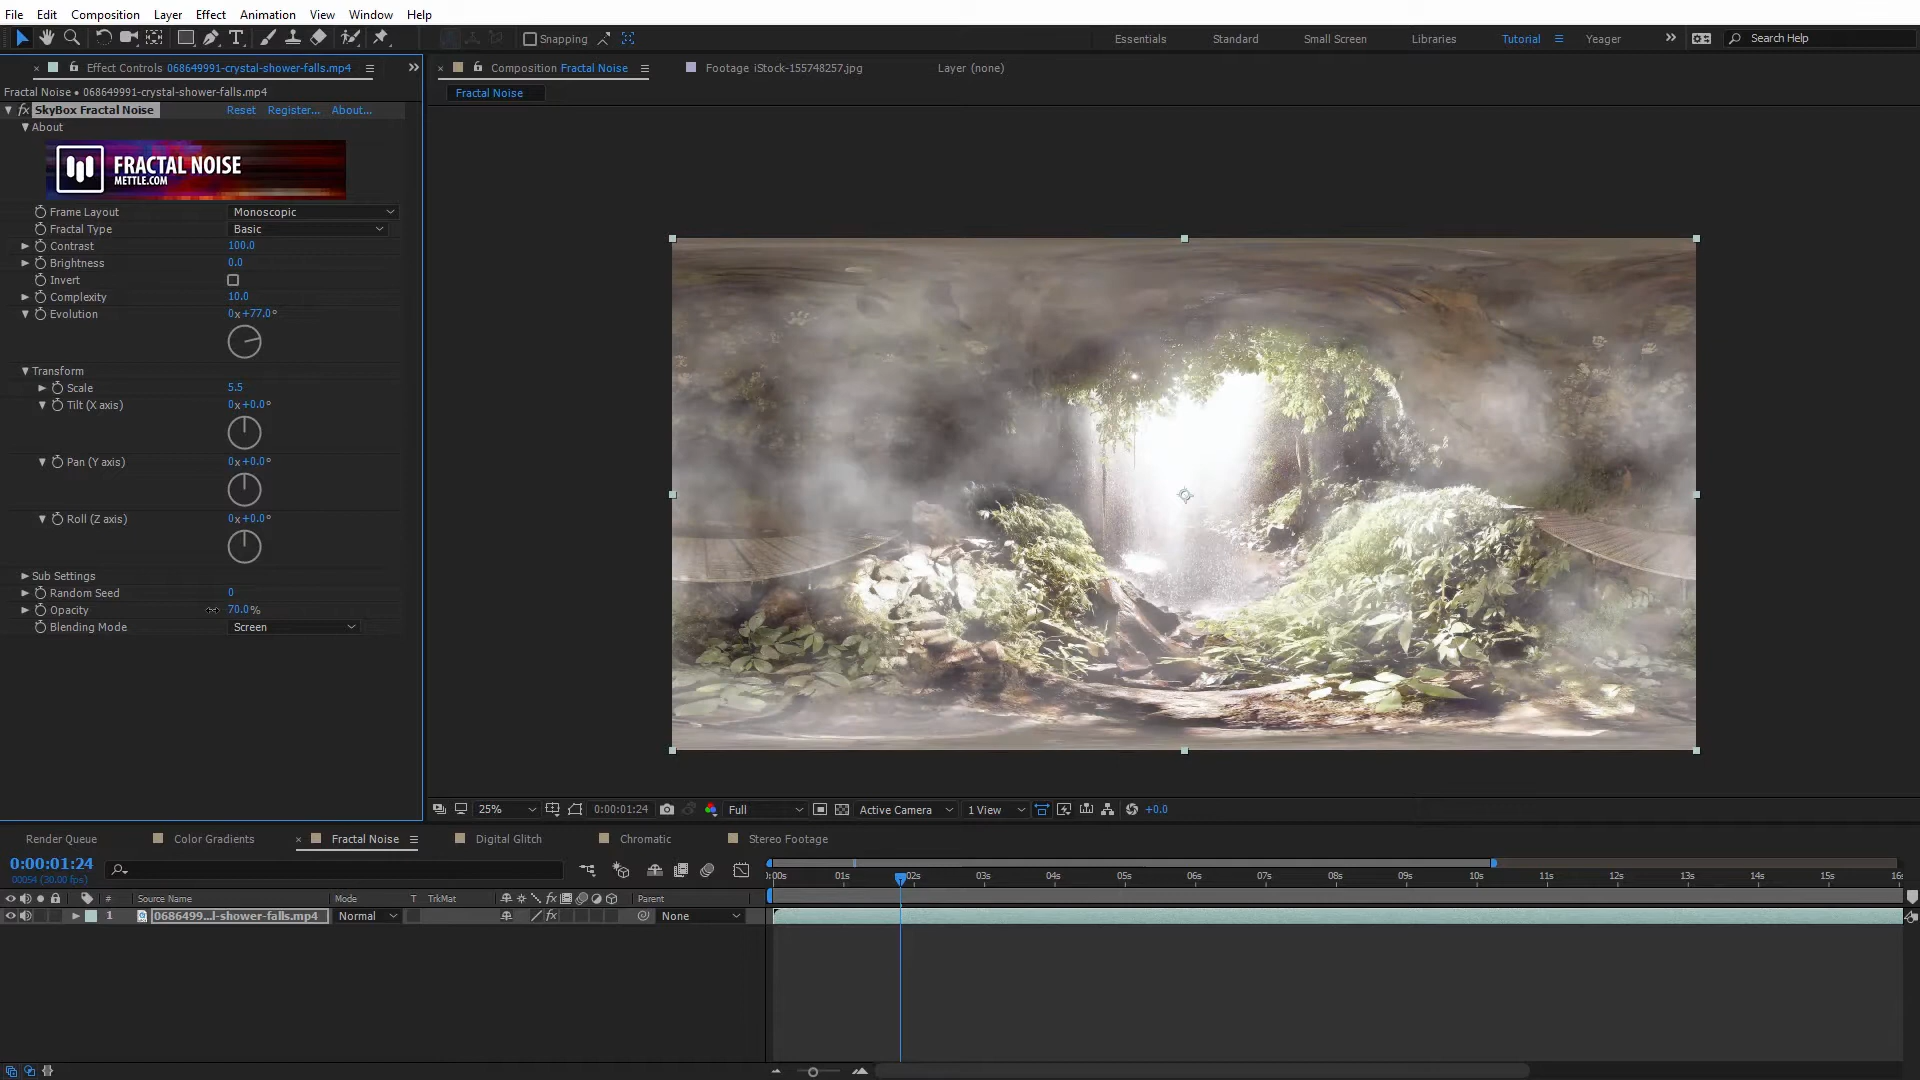 File Edit Composition Layer Effect Animation View Window Help
Snapping Essentials Standard Small Screen Libraries Tutorial Yeager Search Help
Effect Controls 068649991-crystal-shower-falls.mp4
Composition Fractal Noise Footage iStock-155748257.jpg Layer (none)
Fractal Noise • 068649991-crystal-shower-falls.mp4
Fractal Noise
fx SkyBox Fractal Noise Reset Register... About...
About
FRACTAL NOISE
METTLE.COM
Frame Layout Monoscopic
Fractal Type Basic
Contrast 100.0
Brightness 0.0
Invert
Complexity 10.0
Evolution 0x+77.0°
Transform
Scale 5.5
Tilt (X axis) 0x+0.0°
Pan (Y axis) 0x+0.0°
Roll (Z axis) 0x+0.0°
Sub Settings
Random Seed 0
Opacity 70.0%
Blending Mode Screen
25% 0:00:01:24 Full Active Camera 1 View +0.0
Render Queue Color Gradients Fractal Noise Digital Glitch Chromatic Stereo Footage
0:00:01:24
00054 (30.00 fps)
01s 02s 03s 04s 05s 06s 07s 08s 09s 10s 11s 12s 13s 14s 15s
# Source Name Mode T TrkMat Parent
1 0686499...l-shower-falls.mp4 Normal fx None